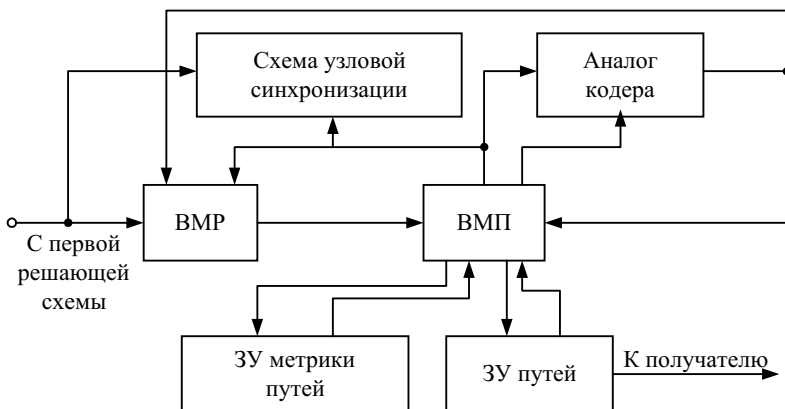 Схема узловой
синхронизации
Аналог
кодера
ВМР
ВМП
С первой
решающей
схемы
ЗУ метрики
путей
ЗУ путей
К получателю